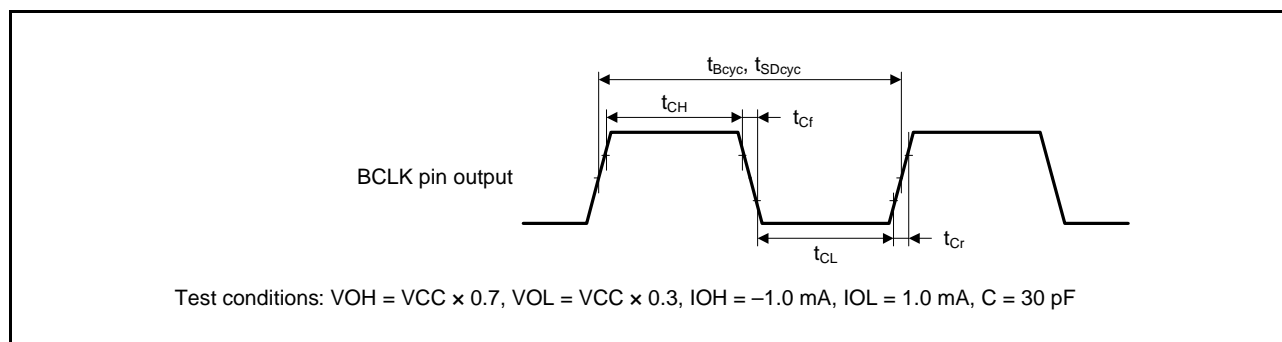 tBcyc, tSDcyc
tCH
tCf
BCLK pin output
tCL
tCr
Test conditions: VOH = VCC × 0.7, VOL = VCC × 0.3, IOH = –1.0 mA, IOL = 1.0 mA, C = 30 pF